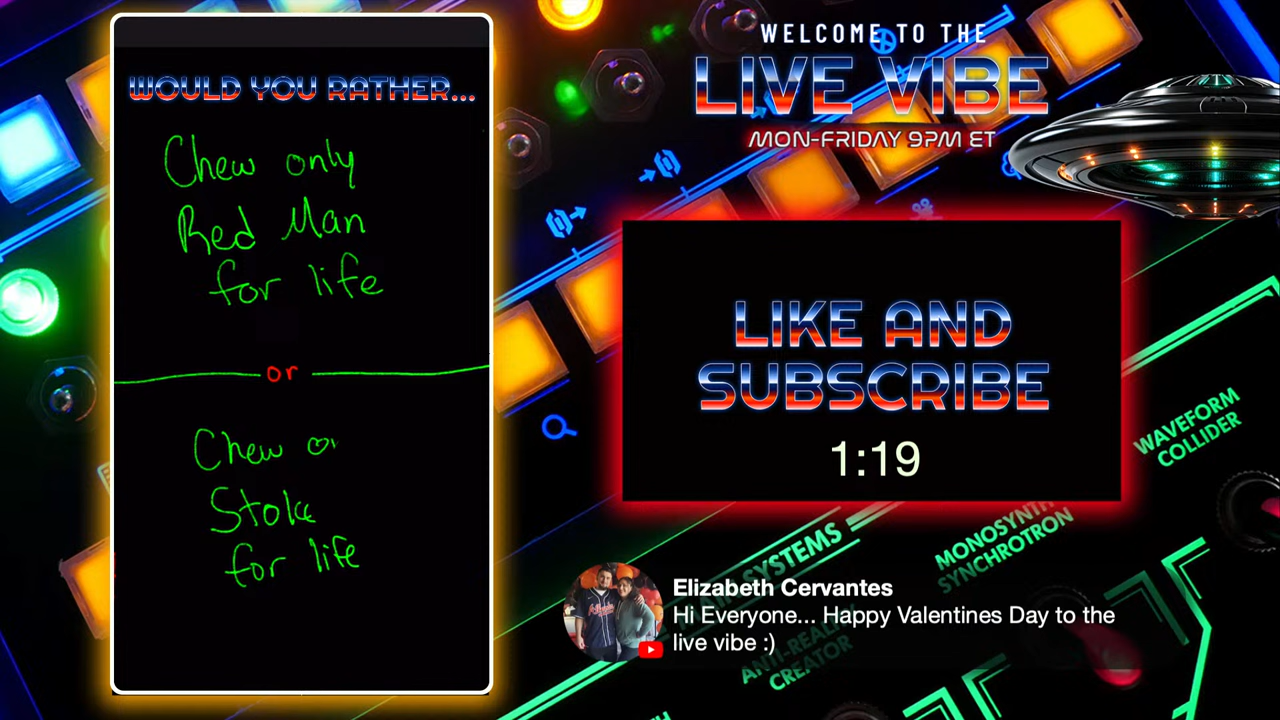 WOULD YOU RATHER...
Chew only
Red Man
for life
or
Chew
for life
WELCOME TO THE
LIVE VIBE
MON-FRIDAY 9PM ET
LIKE AND
SUBSCRIBE
1:19
WAVEFORM
COLLIDER
SYSTEMS
MONOSYNTH
SYNCHROTRON
Elizabeth Cervantes
Hi Everyone... Happy Valentines Day to the
live vibe :)
CREATOR